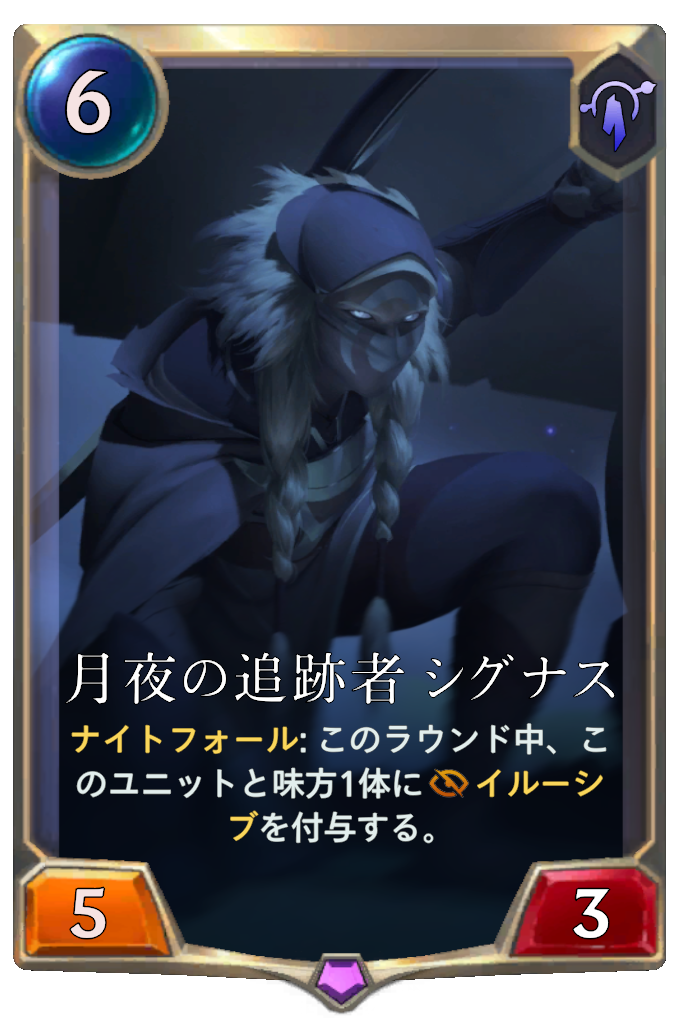 6
月夜の追跡者 シグナス
ナイトフォール: このラウンド中、こ
のユニットと味方1体にイルーシ
ブを付与する。
5
3